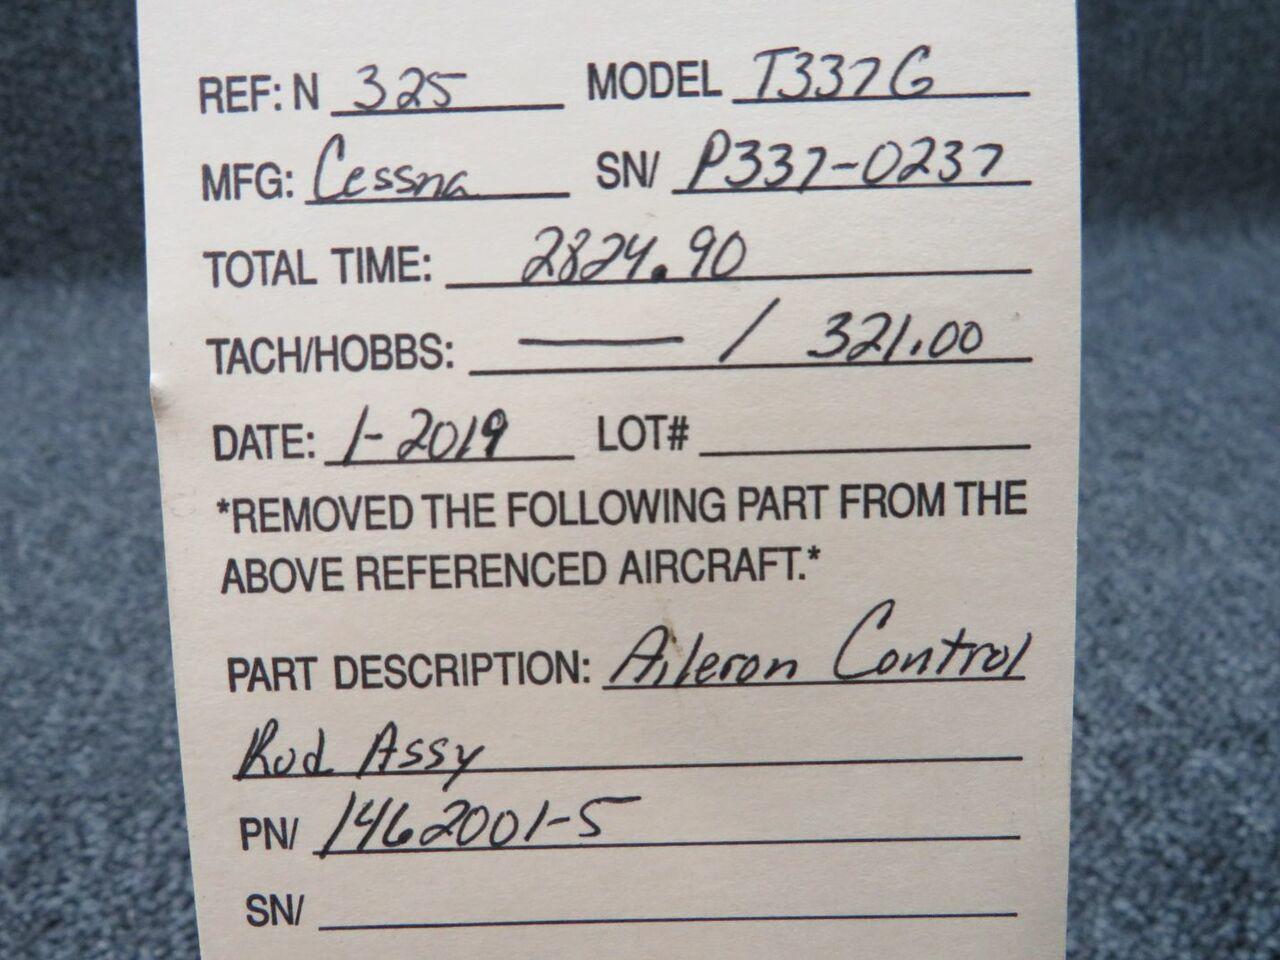 REF: N 325 MODEL T337G
MFG: Cessna SN/ P337-0237
TOTAL TIME: 2824.90
TACH/HOBBS: — / 321.00
DATE: 1-2019 LOT#
*REMOVED THE FOLLOWING PART FROM THE
ABOVE REFERENCED AIRCRAFT.*
PART DESCRIPTION: Aileron Control
Rod Assy
PN/ 1462001-5
SN/